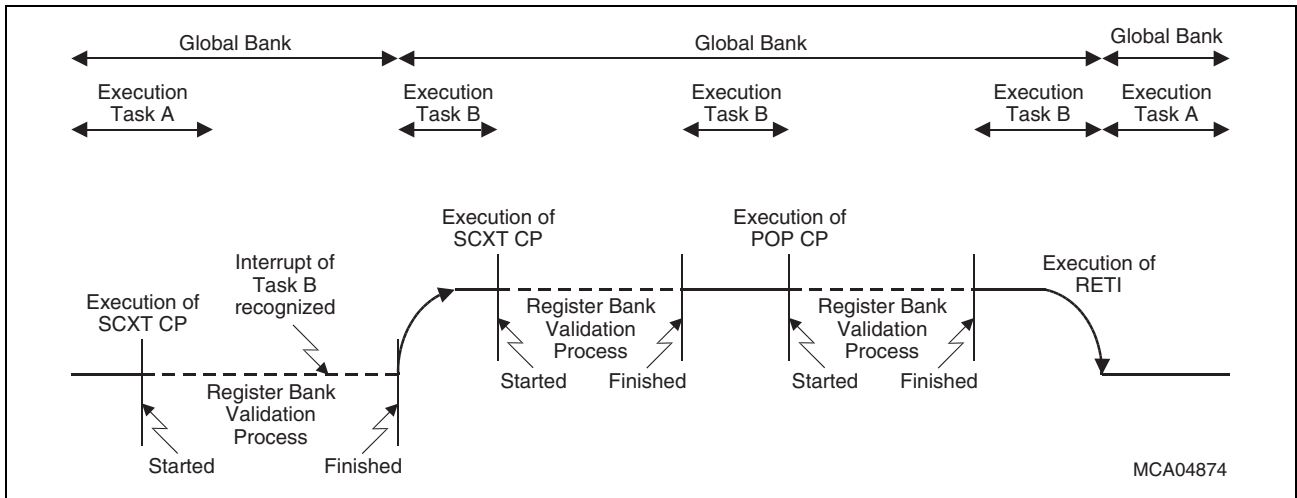 Global Bank
Global Bank
Global Bank
Execution
Task A
Execution
Task B
Execution
Task B
Execution
Task B
Execution
Task A
Execution of
SCXT CP
Interrupt of
Task B
recognized
Register Bank
Validation
Process
Started
Finished
Execution of
SCXT CP
Register Bank
Validation
Process
Started
Finished
Execution of
POP CP
Register Bank
Validation
Process
Started
Finished
Execution of
RETI
MCA04874